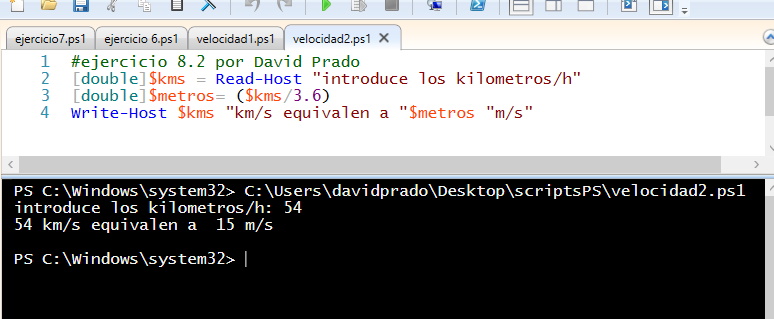 ejercicio7.ps1 ejercicio 6.ps1 velocidad1.ps1 velocidad2.ps1
1 #ejercicio 8.2 por David Prado
2 [double]$kms = Read-Host "introduce los kilometros/h"
3 [double]$metros= ($kms/3.6)
4 Write-Host $kms "km/s equivalen a "$metros "m/s"
PS C:\Windows\system32> C:\Users\davidprado\Desktop\scriptsPS\velocidad2.ps1
introduce los kilometros/h: 54
54 km/s equivalen a  15 m/s
PS C:\Windows\system32>